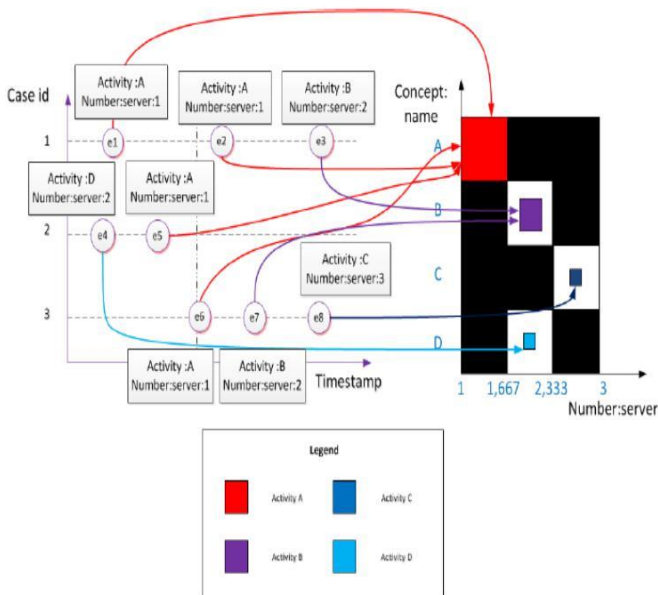 Activity :A
Number:server:1
Activity :A
Number:server:1
Activity :B
Number:server:2
Case id
Concept:
name
1
e1
e2
e3
A
Activity :D
Number:server:2
Activity :A
Number:server:1
B
2
e4
e5
Activity :C
Number:server:3
C
3
e6
e7
e8
D
Activity :A
Number:server:1
Activity :B
Number:server:2
Timestamp
1
1,667
2,333
3
Number:server
Legend
Activity A
Activity C
Activity B
Activity D